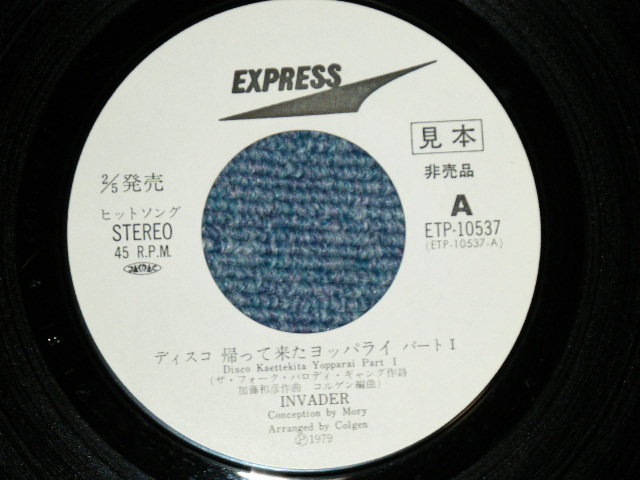 EXPRESS
見本
非売品
A
ETP-10537
(ETP-10537-A)
2/5発売
ヒットソング
STEREO
45 R.P.M.
ディスコ 帰って来たヨッパライ パート I
Disco Kaettekita Yopparai Part 1
(ザ・フォーク・パロディ・ギャング作詩
加藤和彦作曲 コルゲン編曲)
INVADER
Conception by Mory
Arranged by Colgen
Ⓟ1979